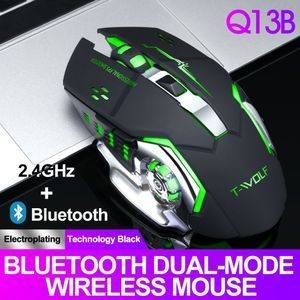 Q13B
2.4GHz
+
Bluetooth
T-WOLF
Electroplating Technology Black
BLUETOOTH DUAL-MODE
WIRELESS MOUSE